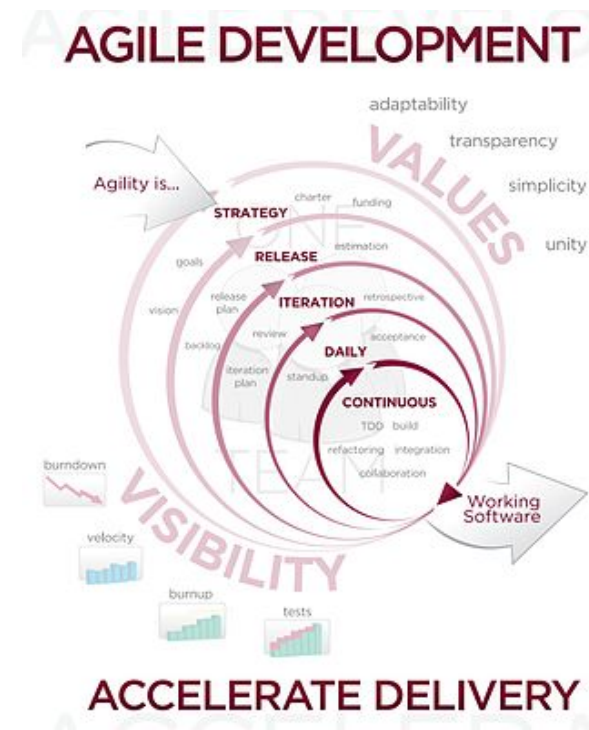 AGILE DEVELOPMENT
adaptability
VALUES
transparency
Agility is...
simplicity
charter
funding
STRATEGY
ONE
unity
estimation
RELEASE
goals
release
plan
ITERATION
retrospective
vision
review
acceptance
backlog
DAILY
iteration
plan
standup
CONTINUOUS
TDD build
refactoring integration
TEAM
collaboration
burndown
VISIBILITY
Working
Software
velocity
burnup
tests
ACCELERATE DELIVERY